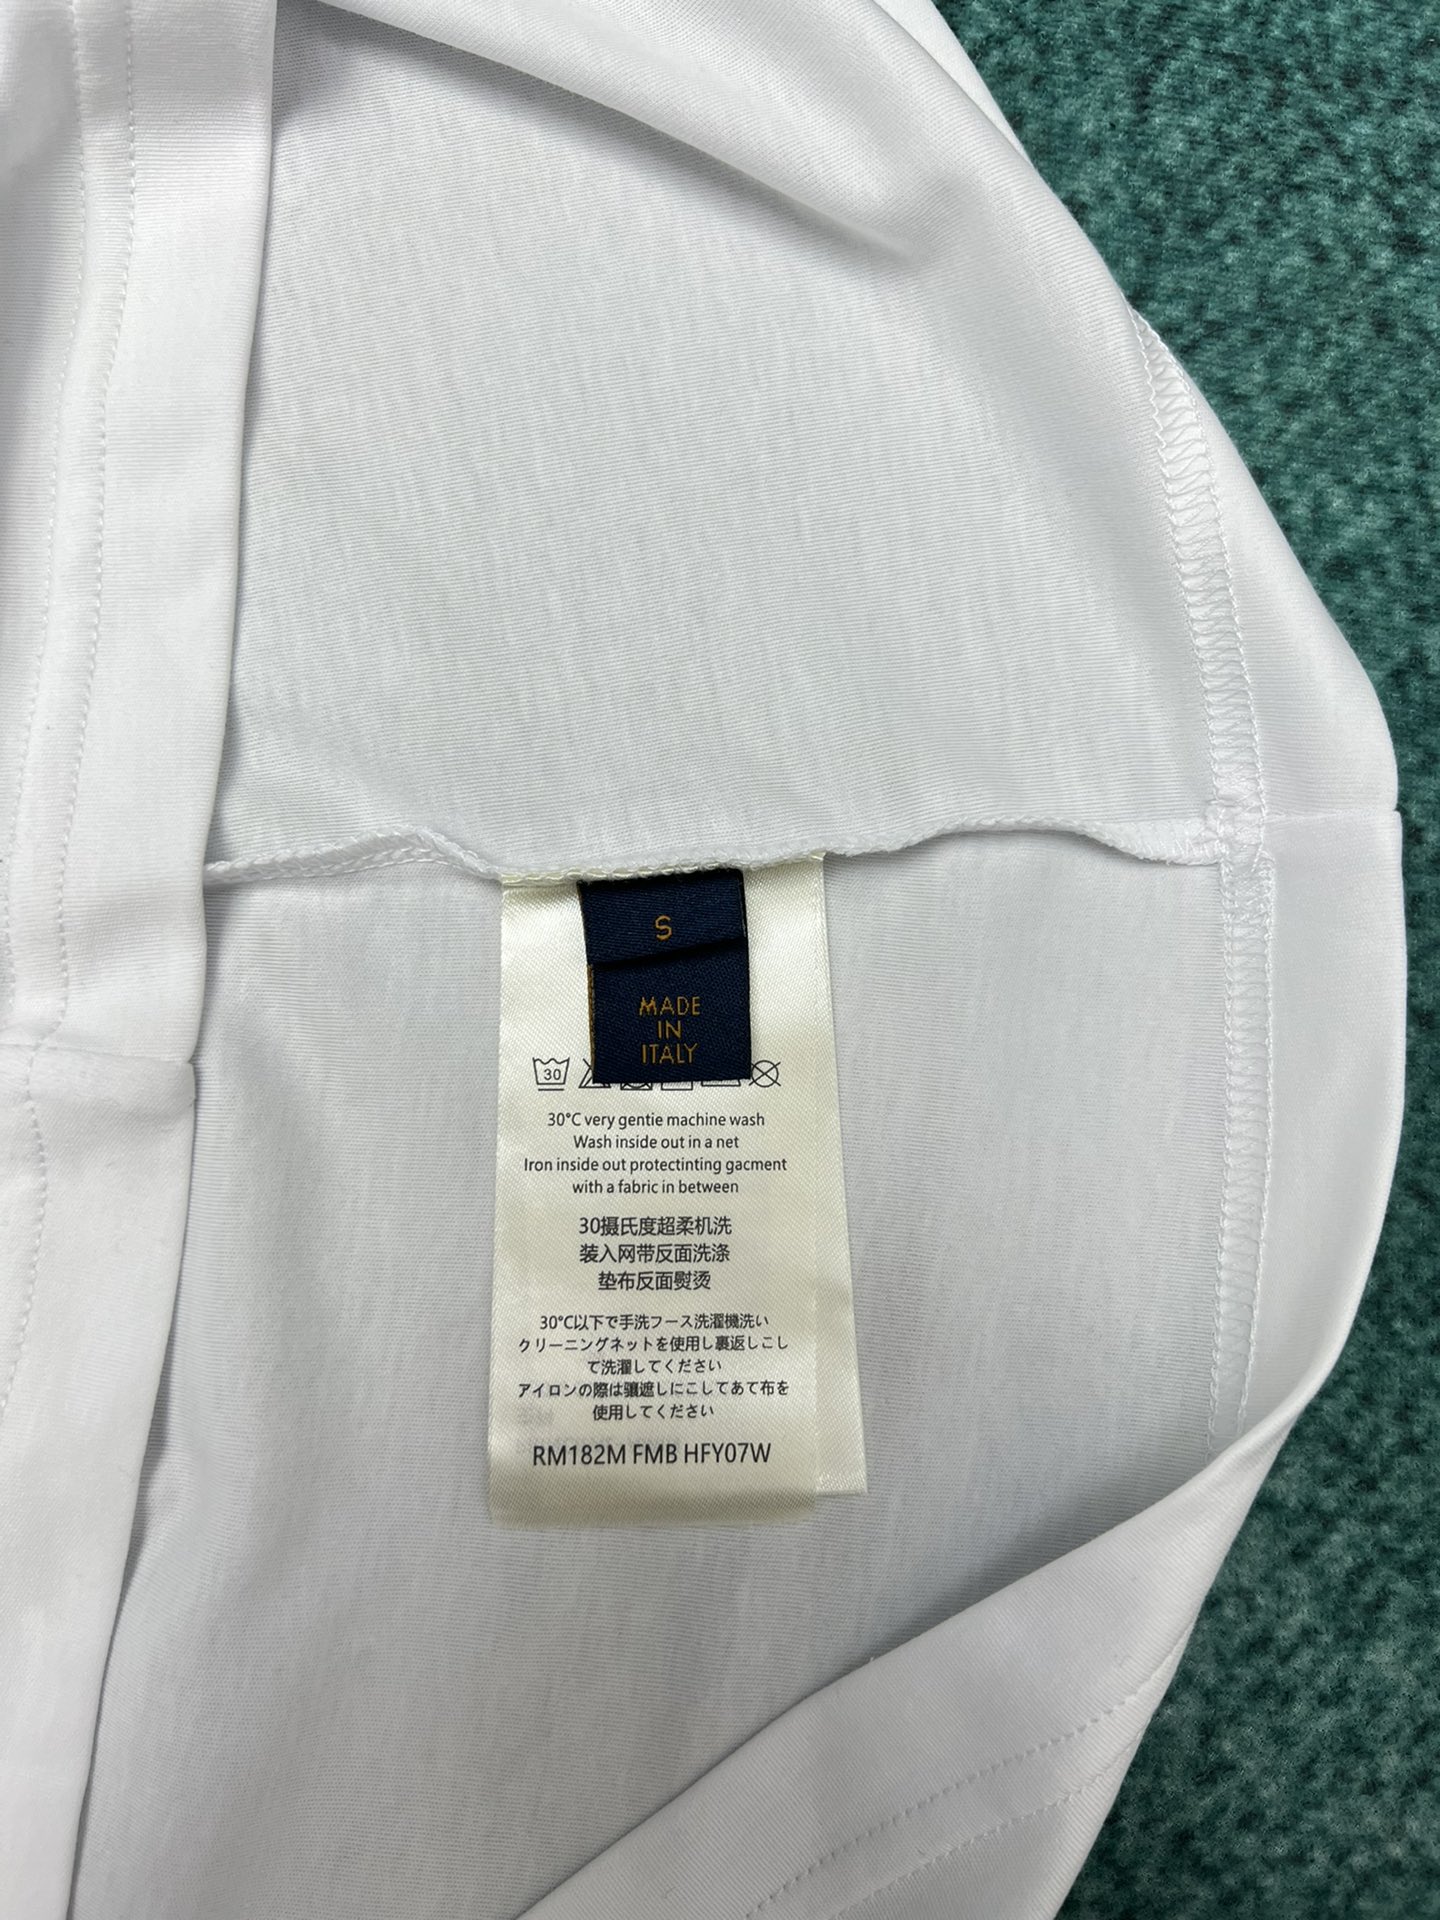 S
MADE
IN
ITALY
30
30°C very gentie machine wash
Wash inside out in a net
Iron inside out protectinting gacment
with a fabric in between
30摄氏度超柔机洗
装入网带反面洗涤
垫布反面熨烫
30°C以下で手洗フース洗濯機洗い
クリーニングネットを使用し裏返しこし
て洗濯してください
アイロンの際は驤遮しにこしてあて布を
使用してください
RM182M FMB HFY07W